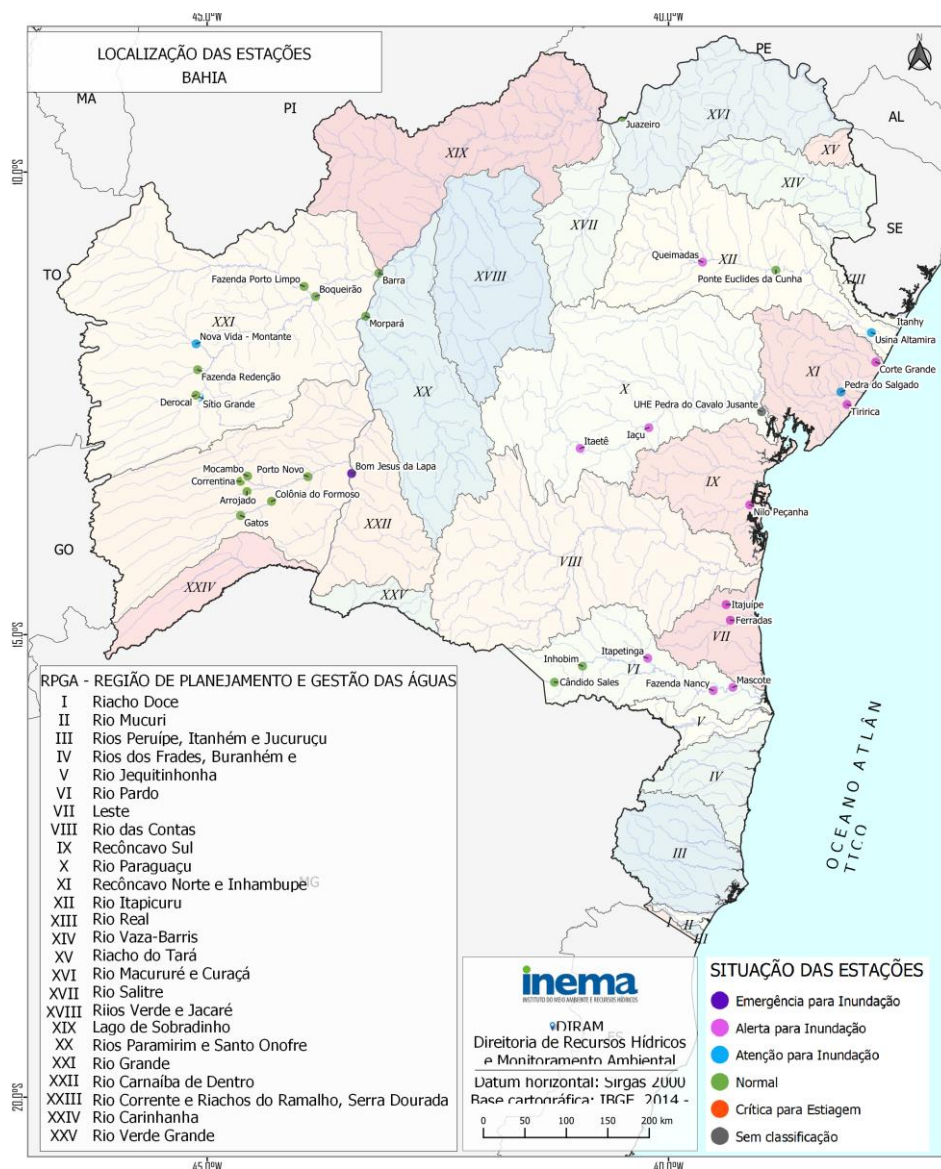 45.0°W
40.0°W
LOCALIZAÇÃO DAS ESTAÇÕES
BAHIA
N
PE
MA
PI
AL
SE
TO
GO
MG
ES
10.0°S
15.0°S
20.0°S
XIX
XVI
XV
XIV
XVII
XVIII
XII
XIII
XXI
XX
XI
X
IX
XXII
VIII
XXIV
XXV
VII
VI
V
IV
III
I
II
III
Juazeiro
Queimadas
Ponte Euclides da Cunha
Fazenda Porto Limpo
Boqueirão
Barra
Morpará
Itanhy
Usina Altamira
Nova Vida - Montante
Corte Grande
Fazenda Redenção
Pedra do Salgado
Derocal
Sítio Grande
Tiririca
UHE Pedra do Cavalo Jusante
Iaçu
Itaetê
Mocambo
Porto Novo
Bom Jesus da Lapa
Correntina
Arrojado
Colônia do Formoso
Gatos
Nilo Peçanha
Itajuípe
Ferradas
Itapetinga
Inhobim
Cândido Sales
Fazenda Nancy
Mascote
OCEANO ATLÂN
TICO
RPGA - REGIÃO DE PLANEJAMENTO E GESTÃO DAS ÁGUAS
I Riacho Doce
II Rio Mucuri
III Rios Peruípe, Itanhém e Jucuruçu
IV Rios dos Frades, Buranhém e
V Rio Jequitinhonha
VI Rio Pardo
VII Leste
VIII Rio das Contas
IX Recôncavo Sul
X Rio Paraguaçu
XI Recôncavo Norte e Inhambupe
XII Rio Itapicuru
XIII Rio Real
XIV Rio Vaza-Barris
XV Riacho do Tará
XVI Rio Macururé e Curaçá
XVII Rio Salitre
XVIII Riios Verde e Jacaré
XIX Lago de Sobradinho
XX Rios Paramirim e Santo Onofre
XXI Rio Grande
XXII Rio Carnaíba de Dentro
XXIII Rio Corrente e Riachos do Ramalho, Serra Dourada
XXIV Rio Carinhanha
XXV Rio Verde Grande
inema
INSTITUTO DO MEIO AMBIENTE E RECURSOS HÍDRICOS
DIRAM
Direitoria de Recursos Hídricos
e Monitoramento Ambiental
Datum horizontal: Sirgas 2000
Base cartográfica: IBGE, 2014 -
0 50 100 150 200 km
SITUAÇÃO DAS ESTAÇÕES
Emergência para Inundação
Alerta para Inundação
Atenção para Inundação
Normal
Crítica para Estiagem
Sem classificação
45.0°W
40.0°W